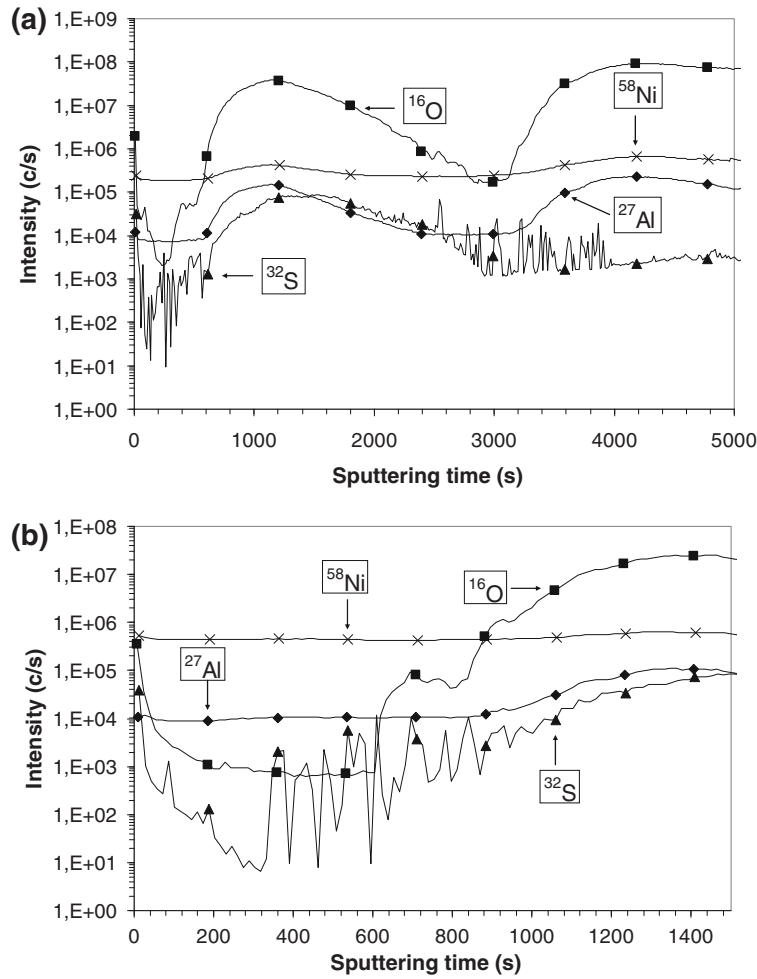 (a)
1,E+09
1,E+08
1,E+07
1,E+06
1,E+05
1,E+04
1,E+03
1,E+02
1,E+01
1,E+00
Intensity (c/s)
16O
58Ni
27Al
32S
0 1000 2000 3000 4000 5000
Sputtering time (s)
(b)
1,E+08
1,E+07
1,E+06
1,E+05
1,E+04
1,E+03
1,E+02
1,E+01
1,E+00
Intensity (c/s)
58Ni
16O
27Al
32S
0 200 400 600 800 1000 1200 1400
Sputtering time (s)